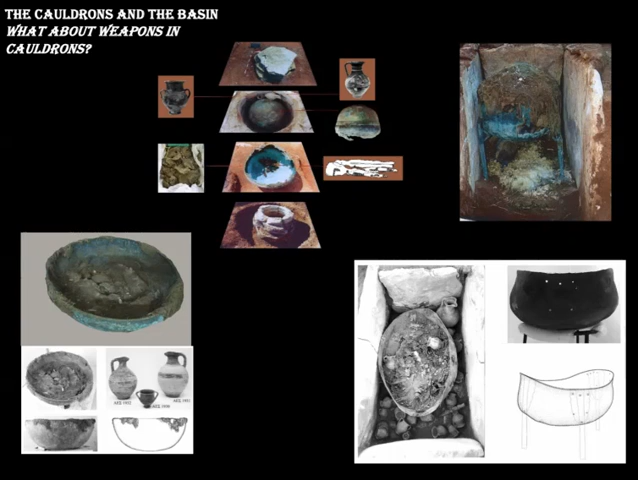 THE CAULDRONS AND THE BASIN
WHAT ABOUT WEAPONS IN
CAULDRONS?